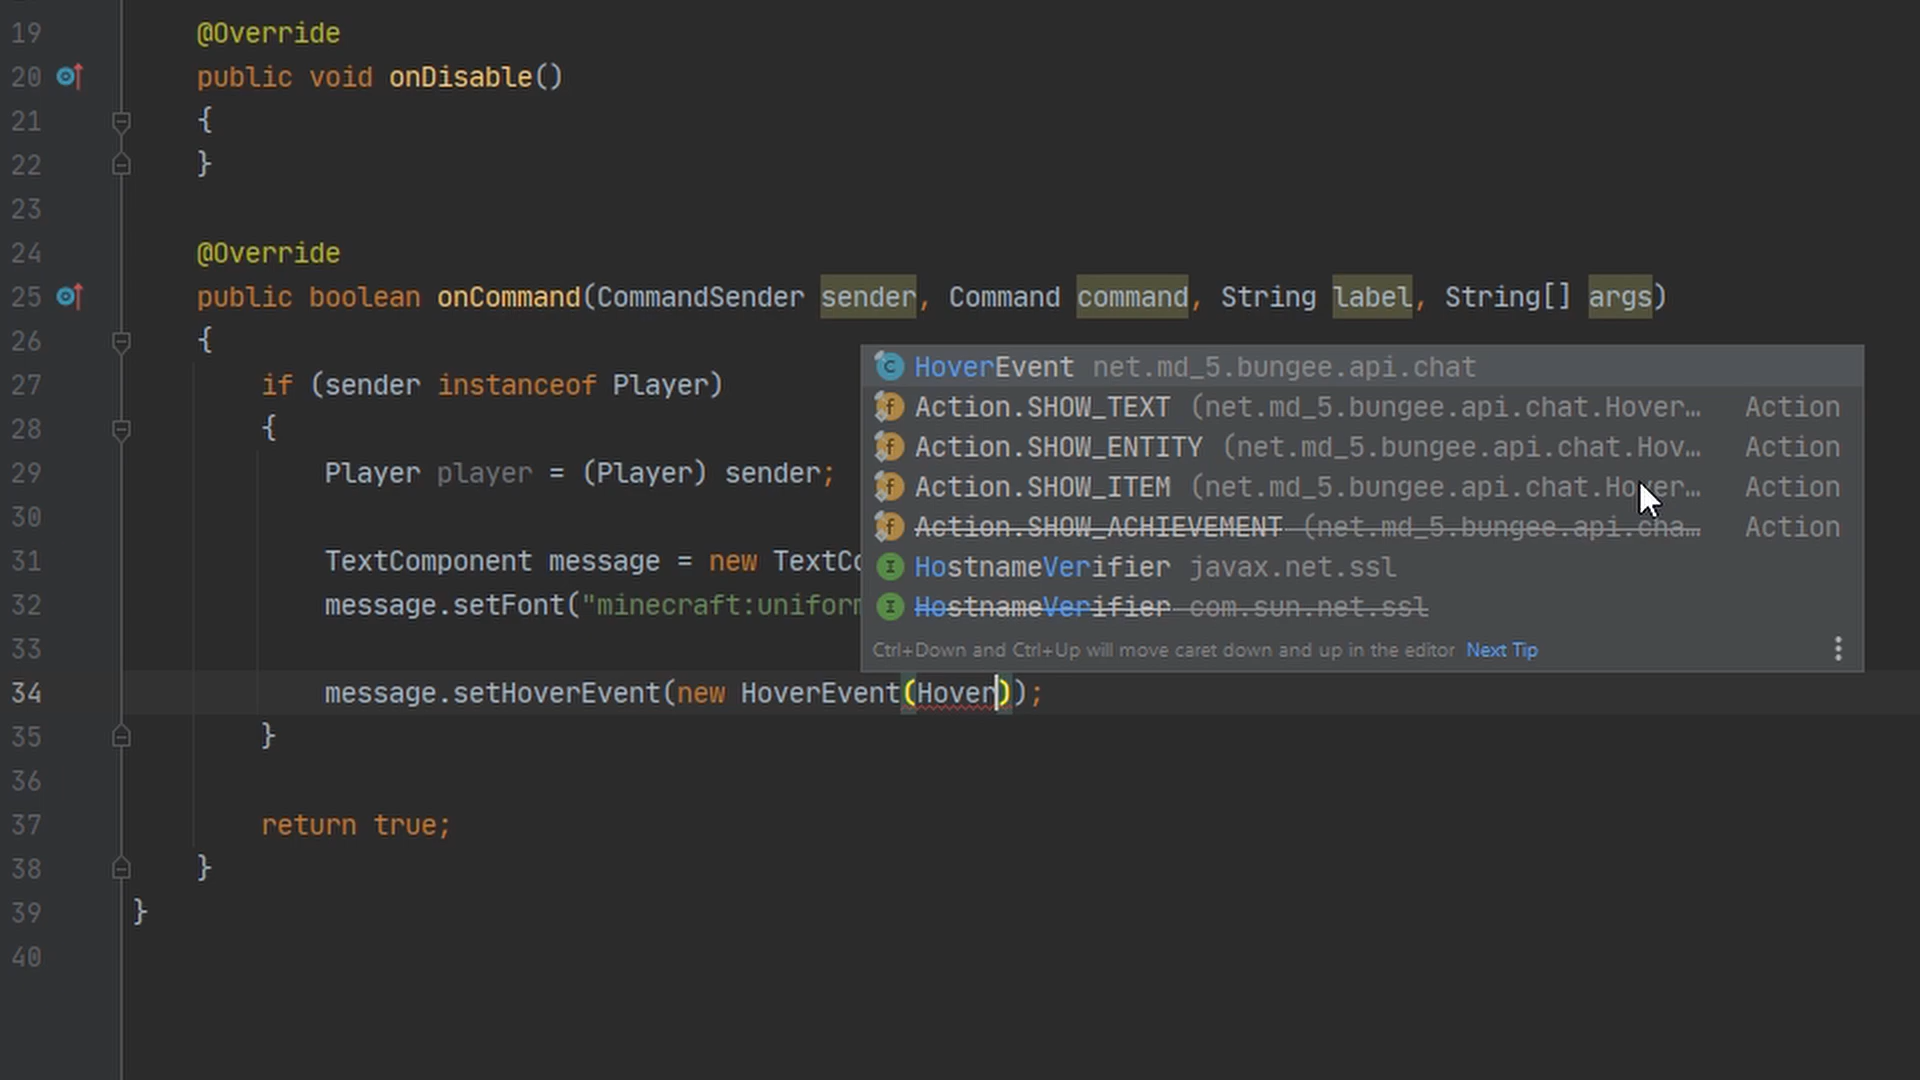 19 @Override
20 public void onDisable()
21 {
22 }
23
24 @Override
25 public boolean onCommand(CommandSender sender, Command command, String label, String[] args)
26 {
27 if (sender instanceof Player)
28 {
29 Player player = (Player) sender;
30
31 TextComponent message = new TextCo
32 message.setFont("minecraft:uniform
33
34 message.setHoverEvent(new HoverEvent(Hover));
35 }
36
37 return true;
38 }
39 }
40
HoverEvent net.md_5.bungee.api.chat
Action.SHOW_TEXT (net.md_5.bungee.api.chat.Hover… Action
Action.SHOW_ENTITY (net.md_5.bungee.api.chat.Hov… Action
Action.SHOW_ITEM (net.md_5.bungee.api.chat.Hover… Action
Action.SHOW_ACHIEVEMENT (net.md_5.bungee.api.cha… Action
HostnameVerifier javax.net.ssl
HostnameVerifier com.sun.net.ssl
Ctrl+Down and Ctrl+Up will move caret down and up in the editor Next Tip